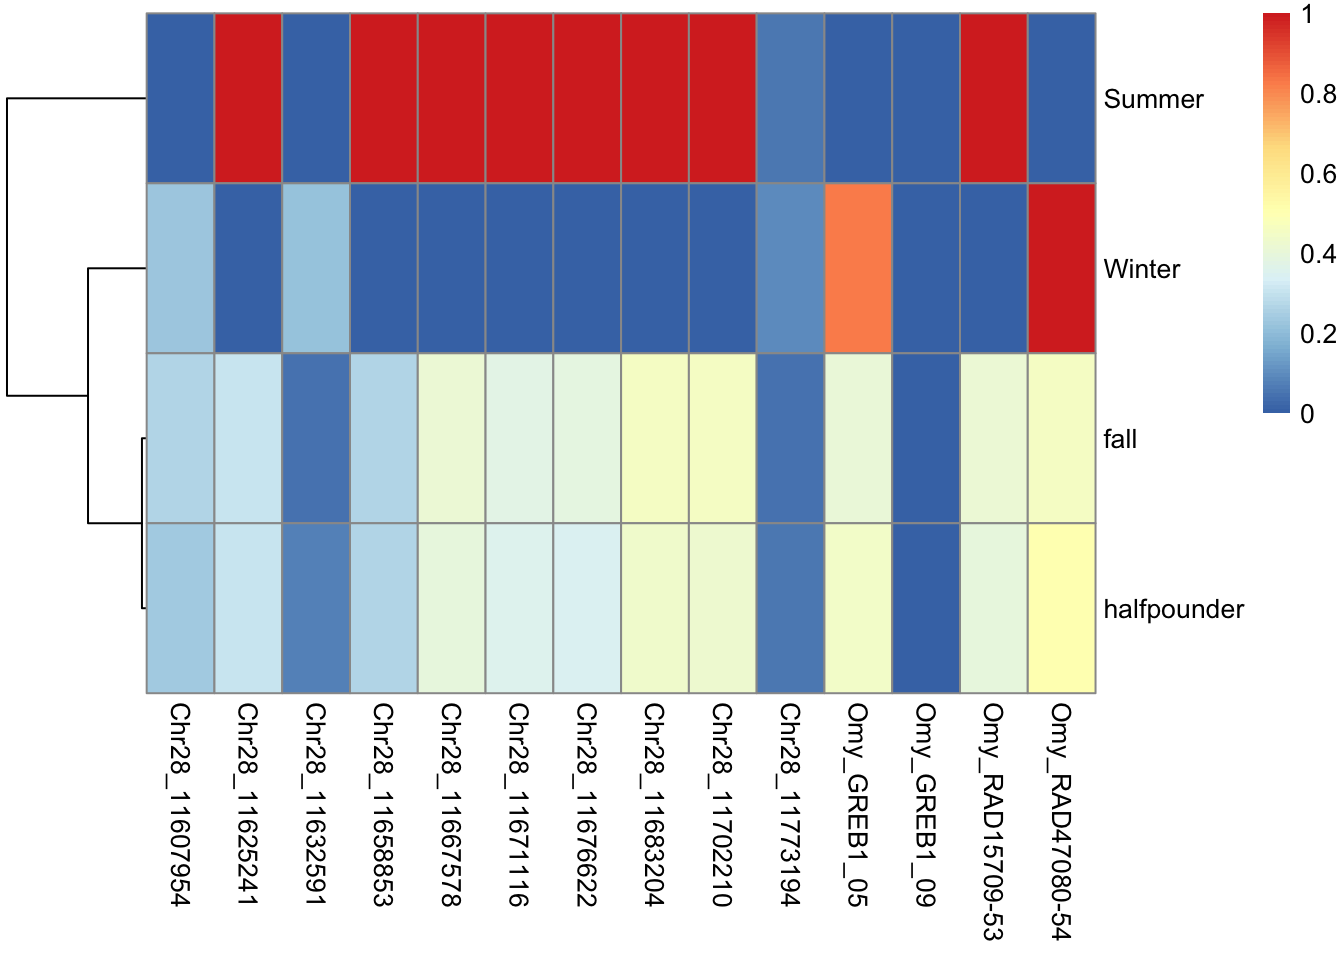 1
0.8
0.6
0.4
0.2
0
Summer
Winter
fall
halfpounder
Chr28_11607954
Chr28_11625241
Chr28_11632591
Chr28_11658853
Chr28_11667578
Chr28_11671116
Chr28_11676622
Chr28_11683204
Chr28_11702210
Chr28_11773194
Omy_GREB1_05
Omy_GREB1_09
Omy_RAD15709-53
Omy_RAD47080-54